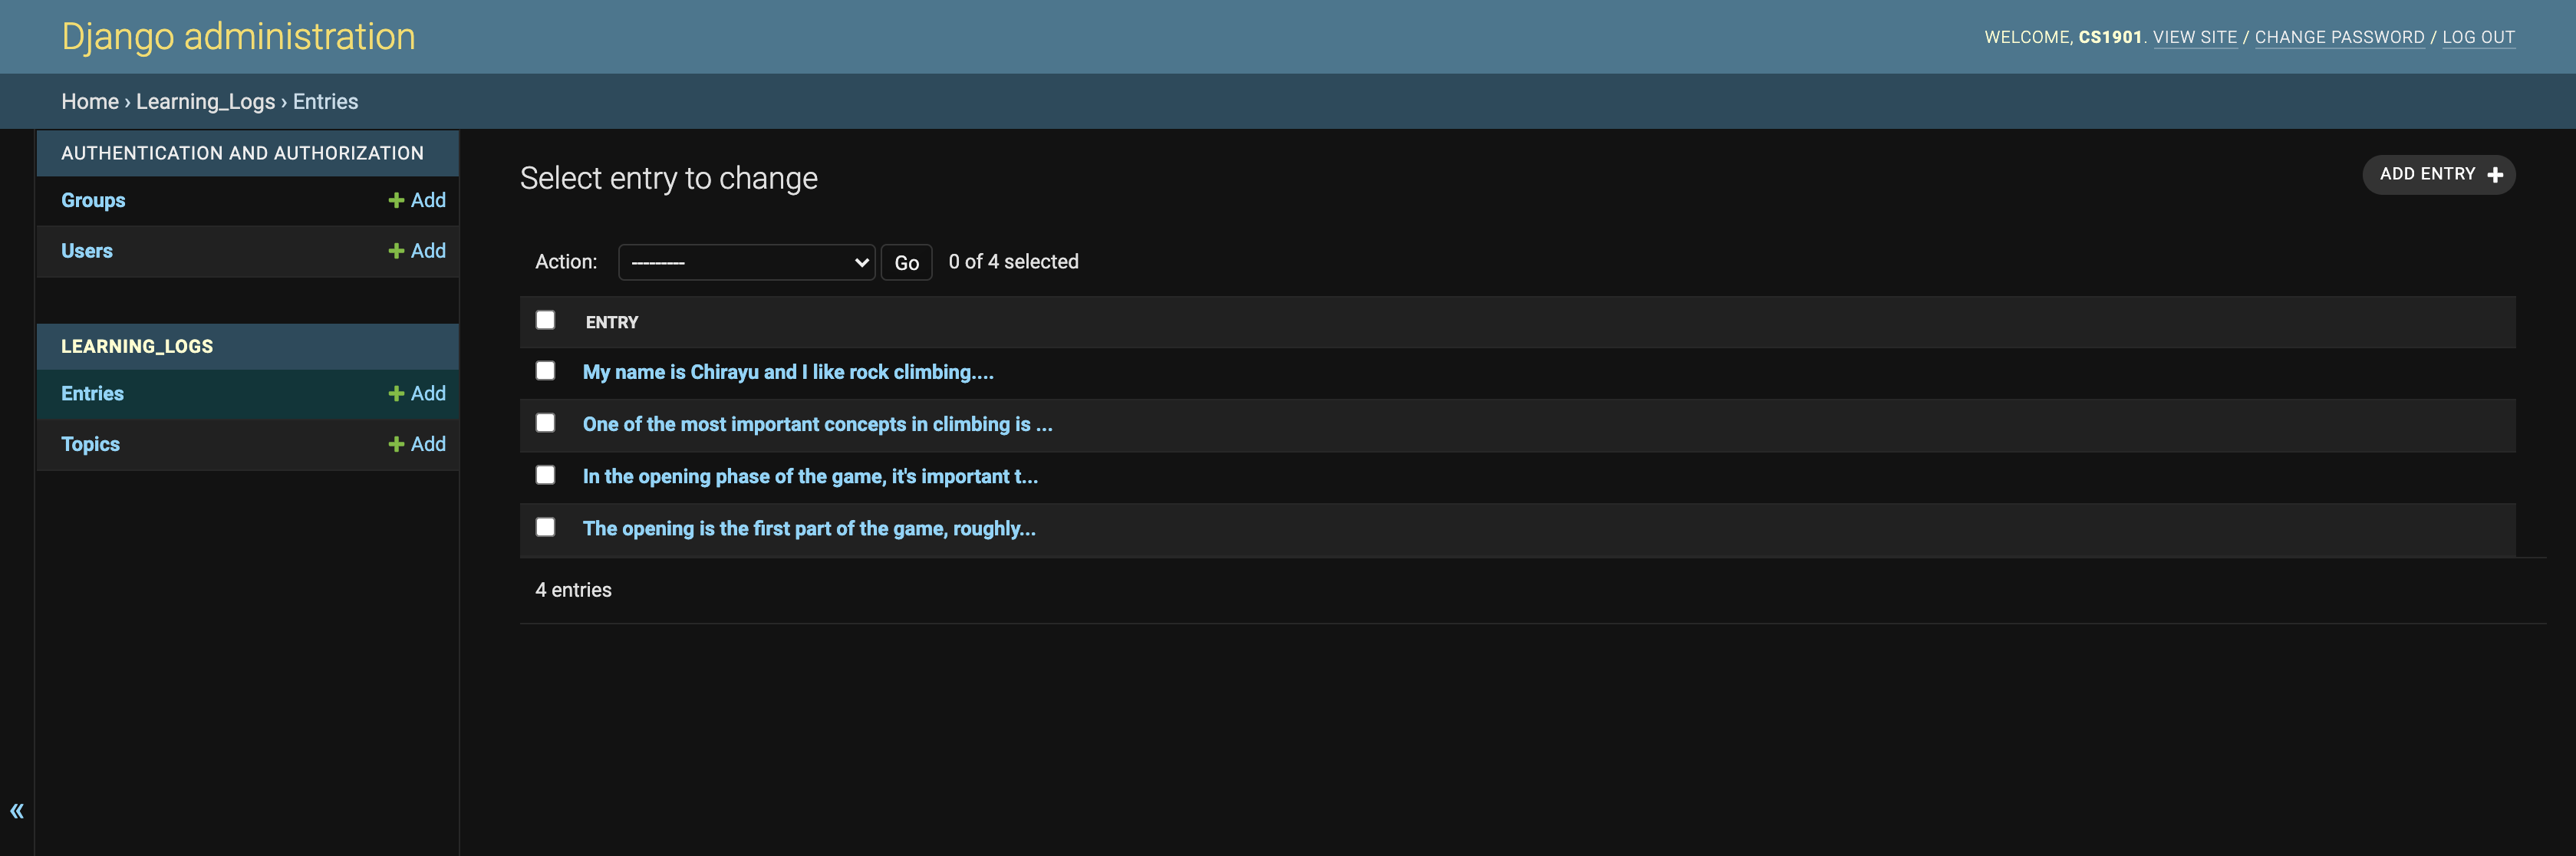 Django administration
WELCOME, CS1901. VIEW SITE / CHANGE PASSWORD / LOG OUT
Home › Learning_Logs › Entries
AUTHENTICATION AND AUTHORIZATION
Groups + Add
Users + Add
LEARNING_LOGS
Entries + Add
Topics + Add
«
Select entry to change
ADD ENTRY +
Action: --------- Go 0 of 4 selected
ENTRY
My name is Chirayu and I like rock climbing....
One of the most important concepts in climbing is ...
In the opening phase of the game, it's important t...
The opening is the first part of the game, roughly...
4 entries